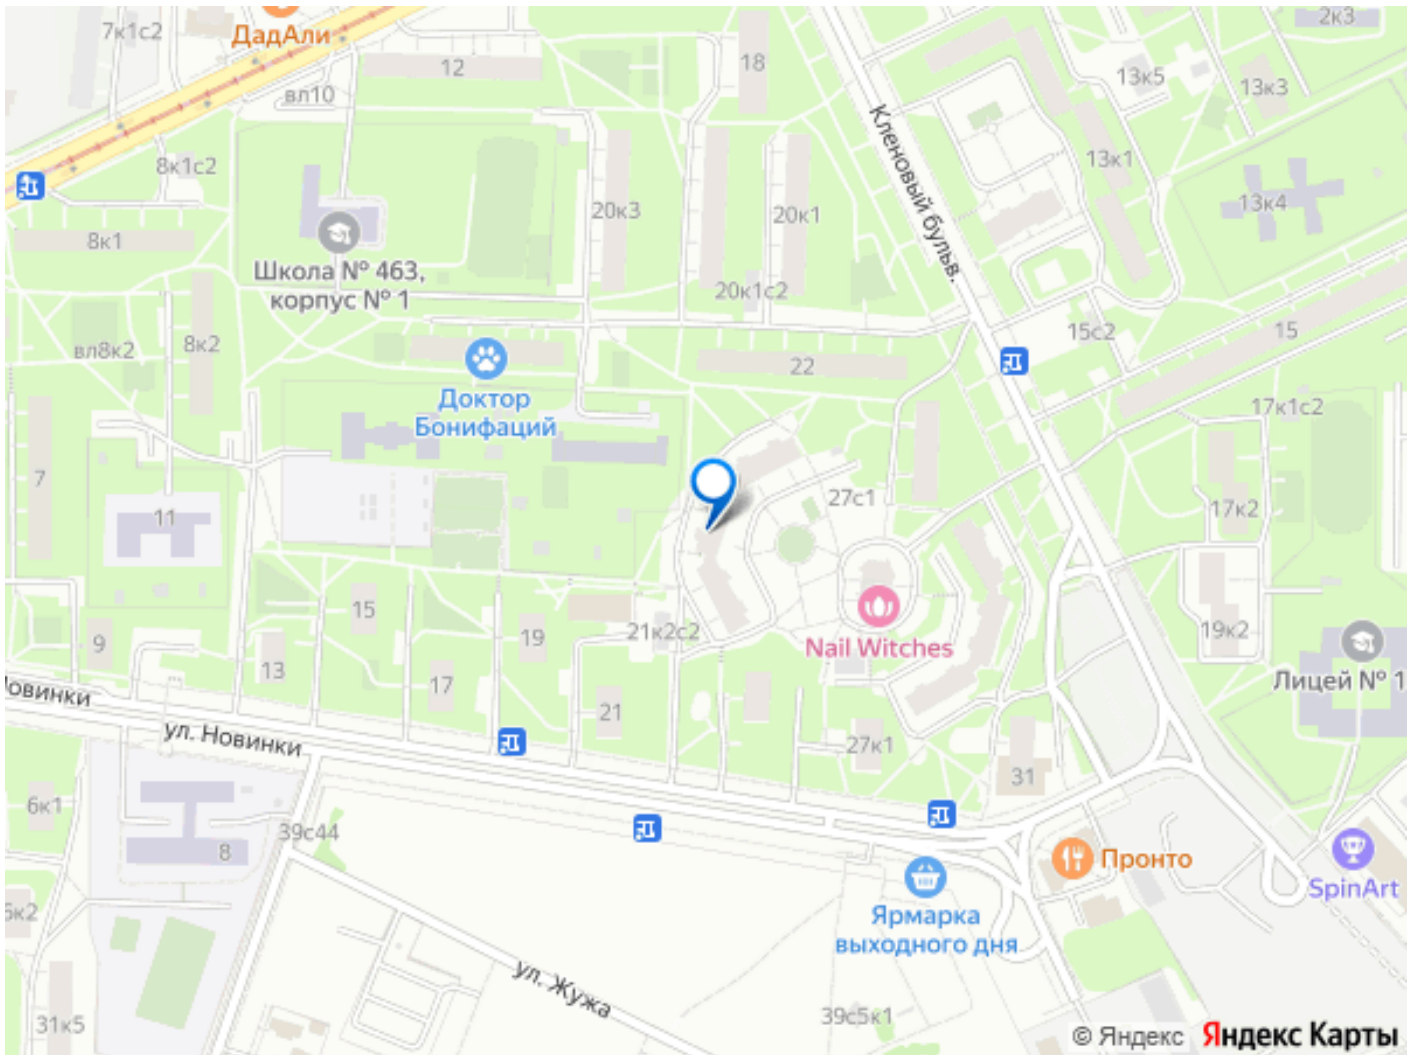 7к1с2
ДадАли
12
18
2к3
вл10
13к5
13к3
8к1с2
Кленовый бульв.
13к1
20к3
20к1
13к4
8к1
Школа № 463,
корпус № 1
20к1с2
15с2
15
вл8к2
8к2
22
Доктор
Бонифаций
17к1с2
7
27с1
11
17к2
15
9
13
19
21к2с2
Nail Witches
19к2
17
Лицей № 1
Новинки
21
ул. Новинки
27к1
31
6к1
39с44
8
Пронто
SpinArt
6к2
Ярмарка
выходного дня
ул. Жужа
31к5
39с5к1
© Яндекс Яндекс Карты